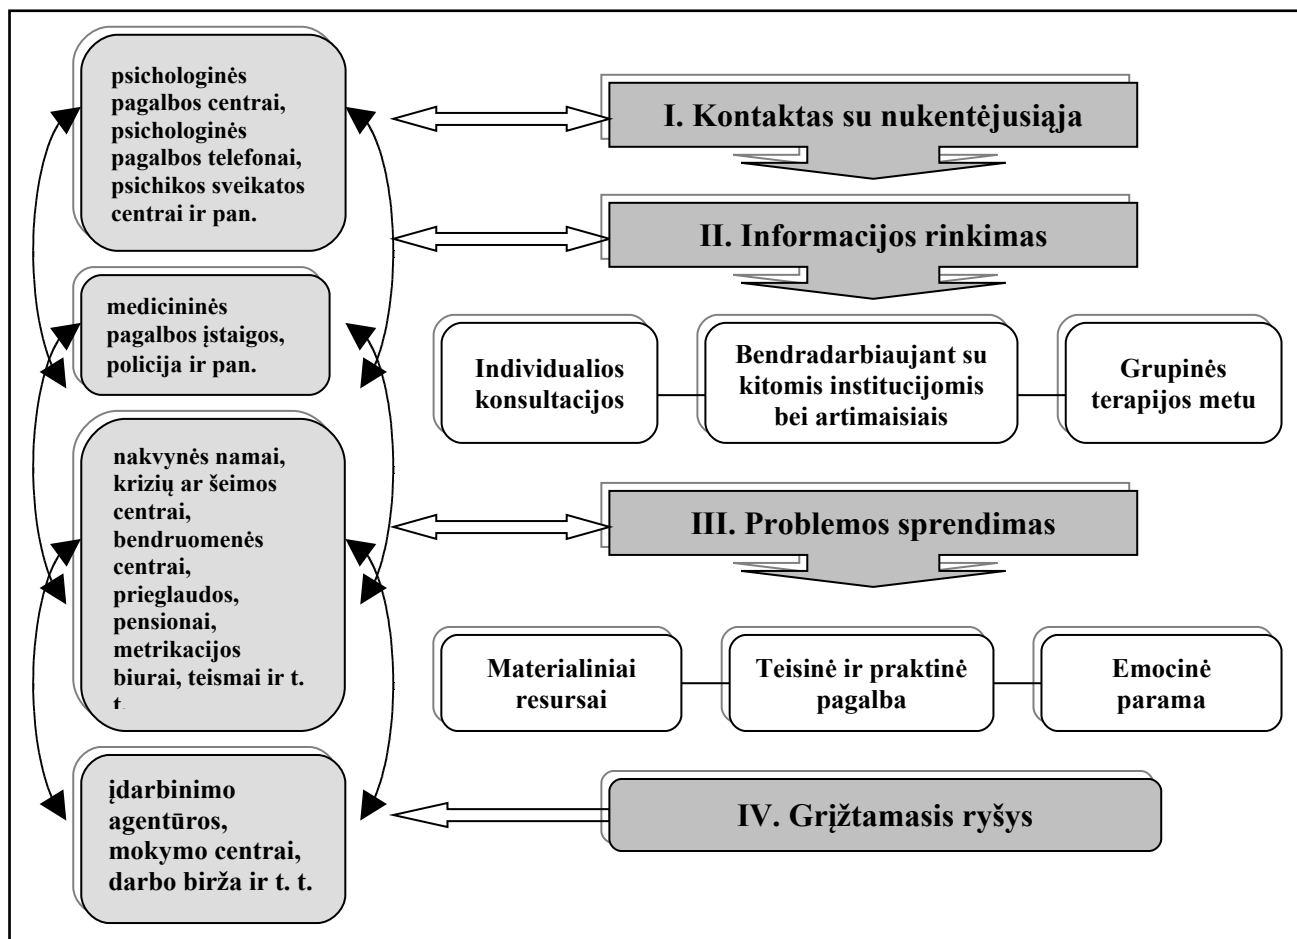 psichologinės
pagalbos centrai,
psichologinės
pagalbos telefonai,
psichikos sveikatos
centrai ir pan.
medicininės
pagalbos įstaigos,
policija ir pan.
nakvynės namai,
krizių ar šeimos
centrai,
bendruomenės
centrai,
prieglaudos,
pensionai,
metrikacijos
biurai, teismai ir t.
t.
įdarbinimo
agentūros,
mokymo centrai,
darbo birža ir t. t.
I. Kontaktas su nukentėjusiąja
II. Informacijos rinkimas
Individualios
konsultacijos
Bendradarbiaujant su
kitomis institucijomis
bei artimaisiais
Grupinės
terapijos metu
III. Problemos sprendimas
Materialiniai
resursai
Teisinė ir praktinė
pagalba
Emocinė
parama
IV. Grįžtamasis ryšys